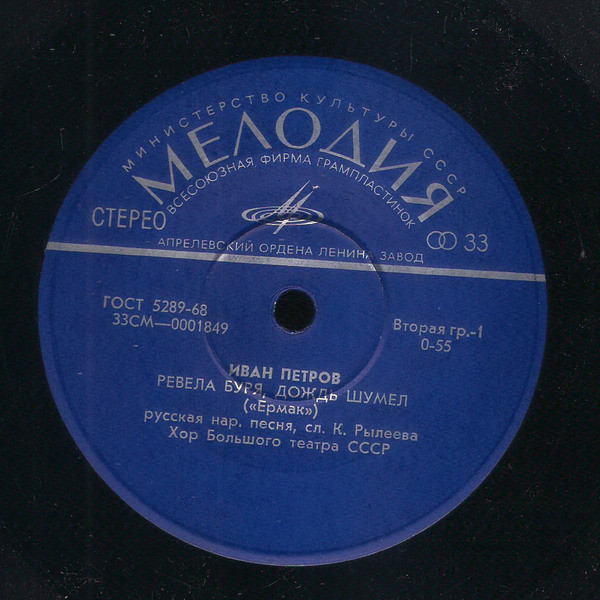 МИНИСТЕРСТВО КУЛЬТУРЫ СССР
МЕЛОДИЯ
ВСЕСОЮЗНАЯ ФИРМА ГРАМПЛАСТИНОК
СТЕРЕО
33
АПРЕЛЕВСКИЙ ОРДЕНА ЛЕНИНА ЗАВОД
ГОСТ 5289-68
33СМ—0001849
Вторая гр.-1
0-55
ИВАН ПЕТРОВ
РЕВЕЛА БУРЯ, ДОЖДЬ ШУМЕЛ
(«Ермак»)
русская нар. песня, сл. К. Рылеева
Хор Большого театра СССР